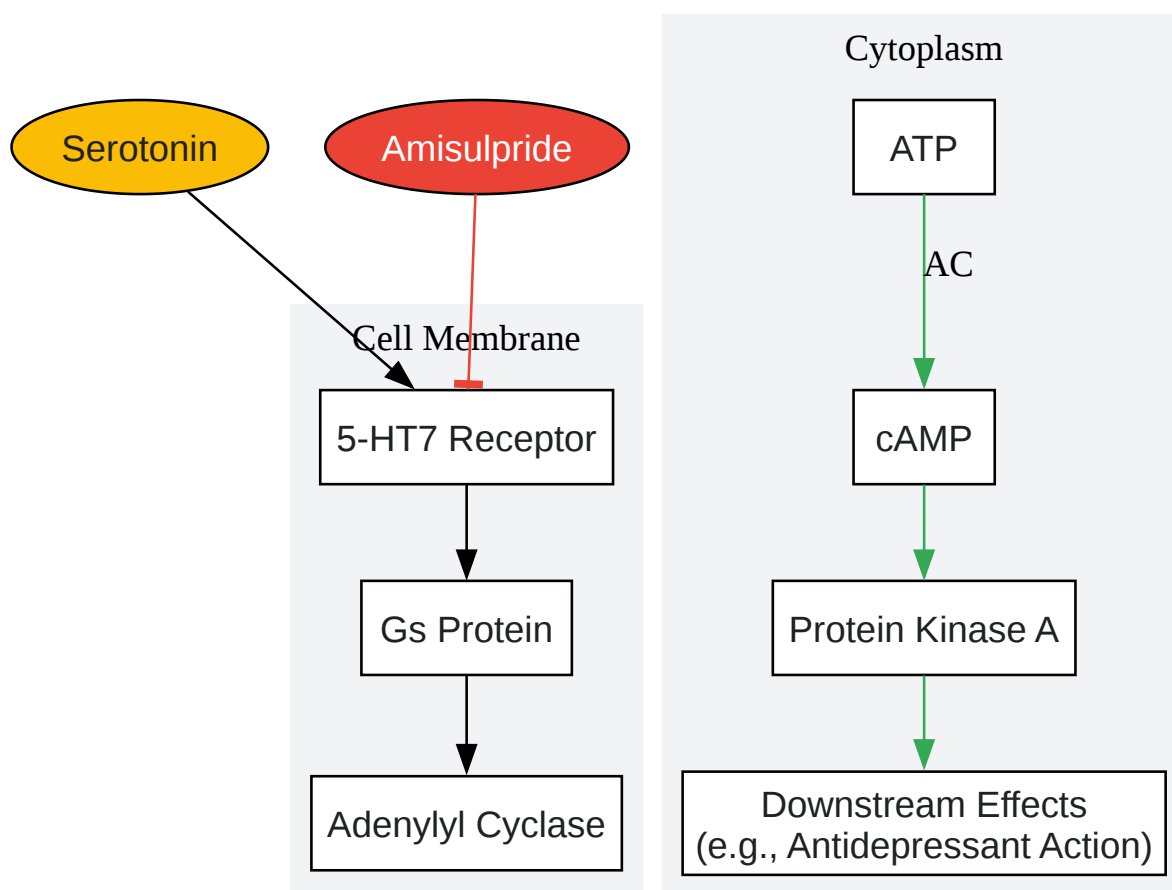 Serotonin
Amisulpride
Cell Membrane
5-HT7 Receptor
Gs Protein
Adenylyl Cyclase
Cytoplasm
ATP
AC
cAMP
Protein Kinase A
Downstream Effects
(e.g., Antidepressant Action)